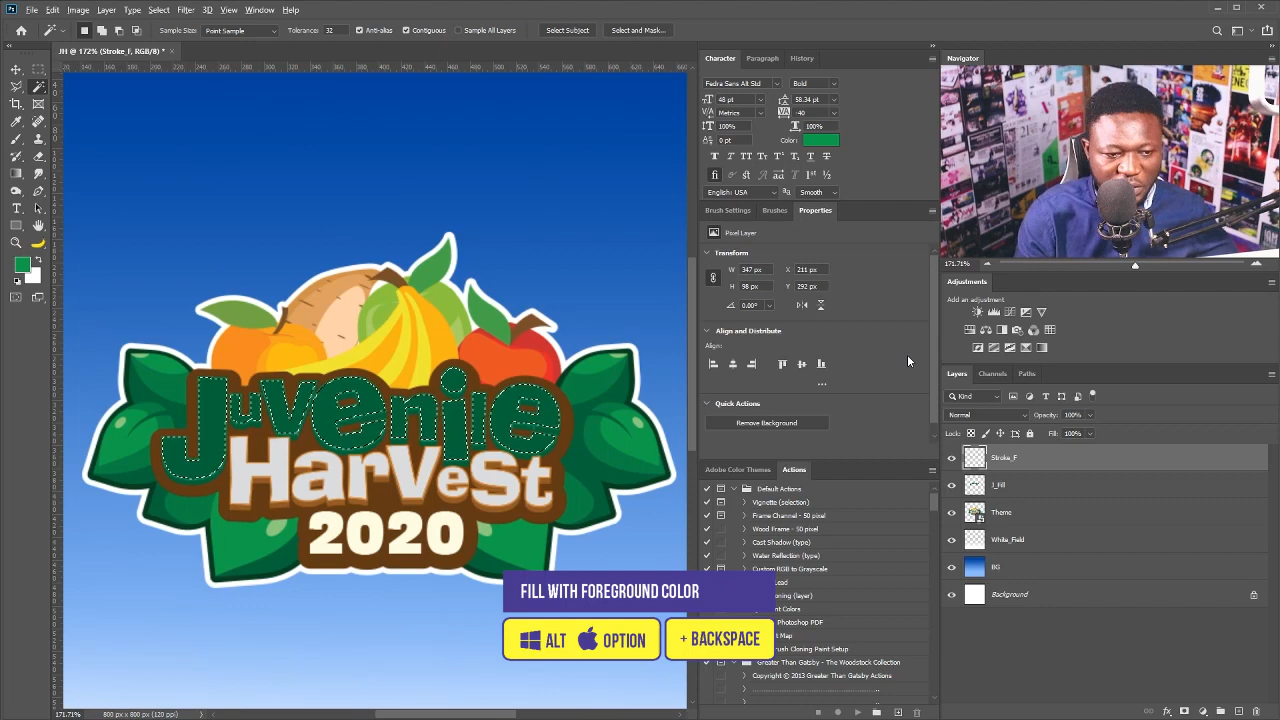 File Edit Image Layer Type Select Filter 3D View Window Help
Sample Size: Point Sample Tolerance: 32 Anti-alias Contiguous Sample All Layers Select Subject Select and Mask...
JH @ 172% (Stroke_F, RGB/8) *
Character Paragraph History
Fedra Sans Alt Std Bold
48 pt 58.34 pt
Metrics -40
100% 100%
0 pt Color:
English: USA Smooth
Brush Settings Brushes Properties
Pixel Layer
Transform
W 347 px X 211 px
H 98 px Y 292 px
0.00°
Align and Distribute
Align:
Quick Actions
Remove Background
Adobe Color Themes Actions
Default Actions
Vignette (selection)
Frame Channel - 50 pixel
Wood Frame - 50 pixel
Cast Shadow (type)
Water Reflection (type)
Custom RGB to Grayscale
Lead
(layer)
Colors
Photoshop PDF
Map
Brush Cloning Paint Setup
Greater Than Gatsby - The Woodstock Collection
Copyright © 2013 Greater Than Gatsby Actions
Navigator
171.71%
Adjustments
Add an adjustment
Layers Channels Paths
Kind
Normal Opacity: 100%
Lock: Fill: 100%
Stroke_F
J_Fill
Theme
White_Field
BG
Background
Juvenile
HarVeSt
2020
FILL WITH FOREGROUND COLOR
ALT OPTION + BACKSPACE
171.71% 800 px x 800 px (120 ppi)